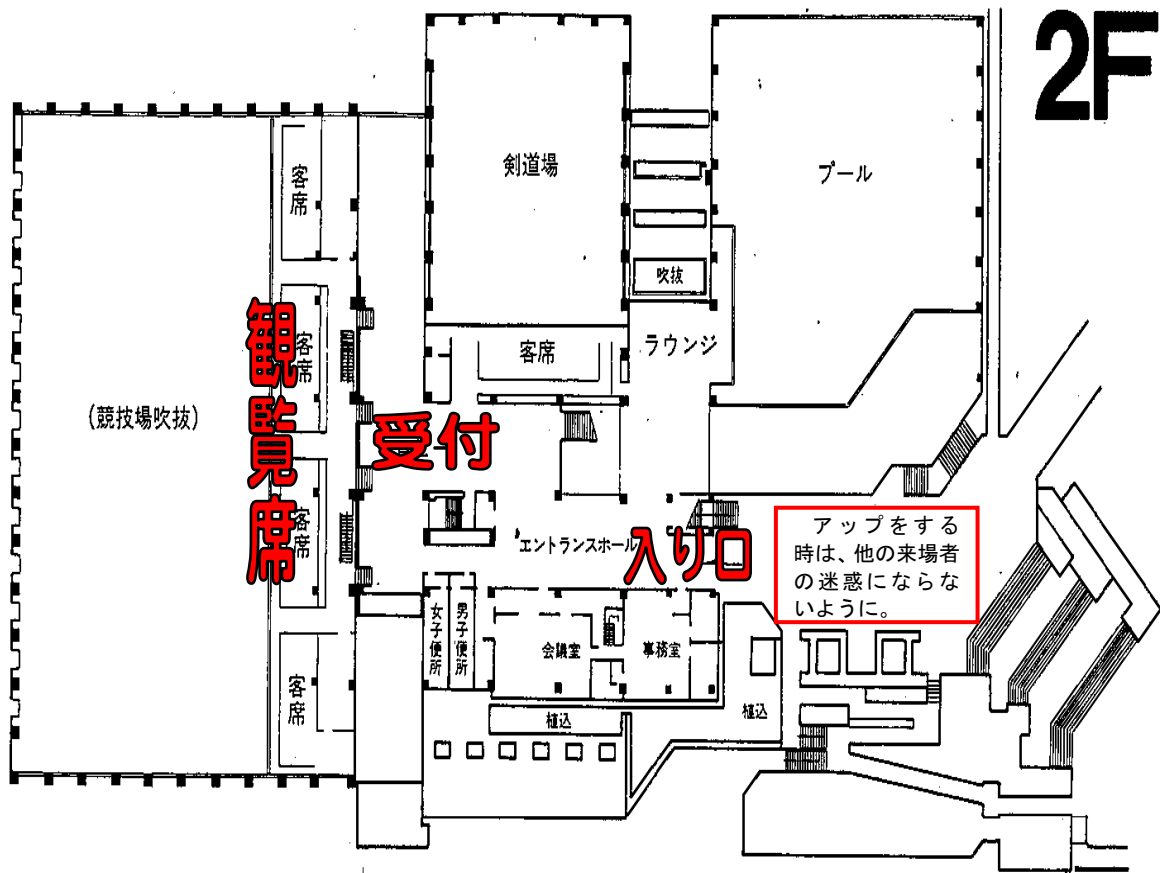 2F
剣道場
プール
客席
吹抜
観覧席
客席
客席
ラウンジ
(競技場吹抜)
受付
客席
エントランスホール
入り口
アップをする
時は、他の来場者
の迷惑にならな
いように。
女子便所
男子便所
会議室
事務室
客席
植込
植込